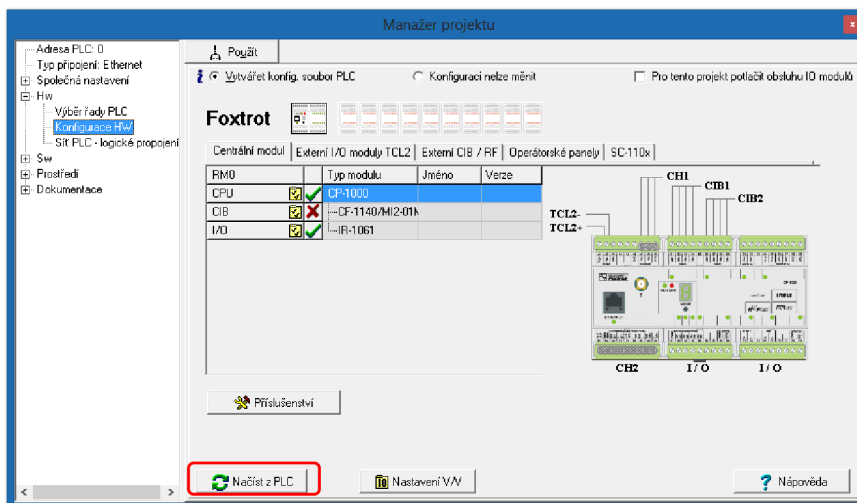 Manažer projektu
Adresa PLC: 0
Typ připojení: Ethernet
Společná nastavení
Hw
Výběr řady PLC
Konfigurace HW
Síť PLC - logické propojení
Sw
Prostředí
Dokumentace
Použít
Vytvářet konfig. soubor PLC
Konfiguraci nelze měnit
Pro tento projekt potlačit obsluhu IO modulů
Foxtrot
Centrální modul
Externí I/O moduly TCL2
Externí CIB / RF
Operátorské panely
SC-110x
RM0 Typ modulu Jméno Verze
CPU CP-1000
CIB CF-1140/MI2-01M
I/O IR-1061
CH1
CIB1
CIB2
TCL2-
TCL2+
CH2
I/O
I/O
Příslušenství
Načíst z PLC
Nastavení V/V
Nápověda